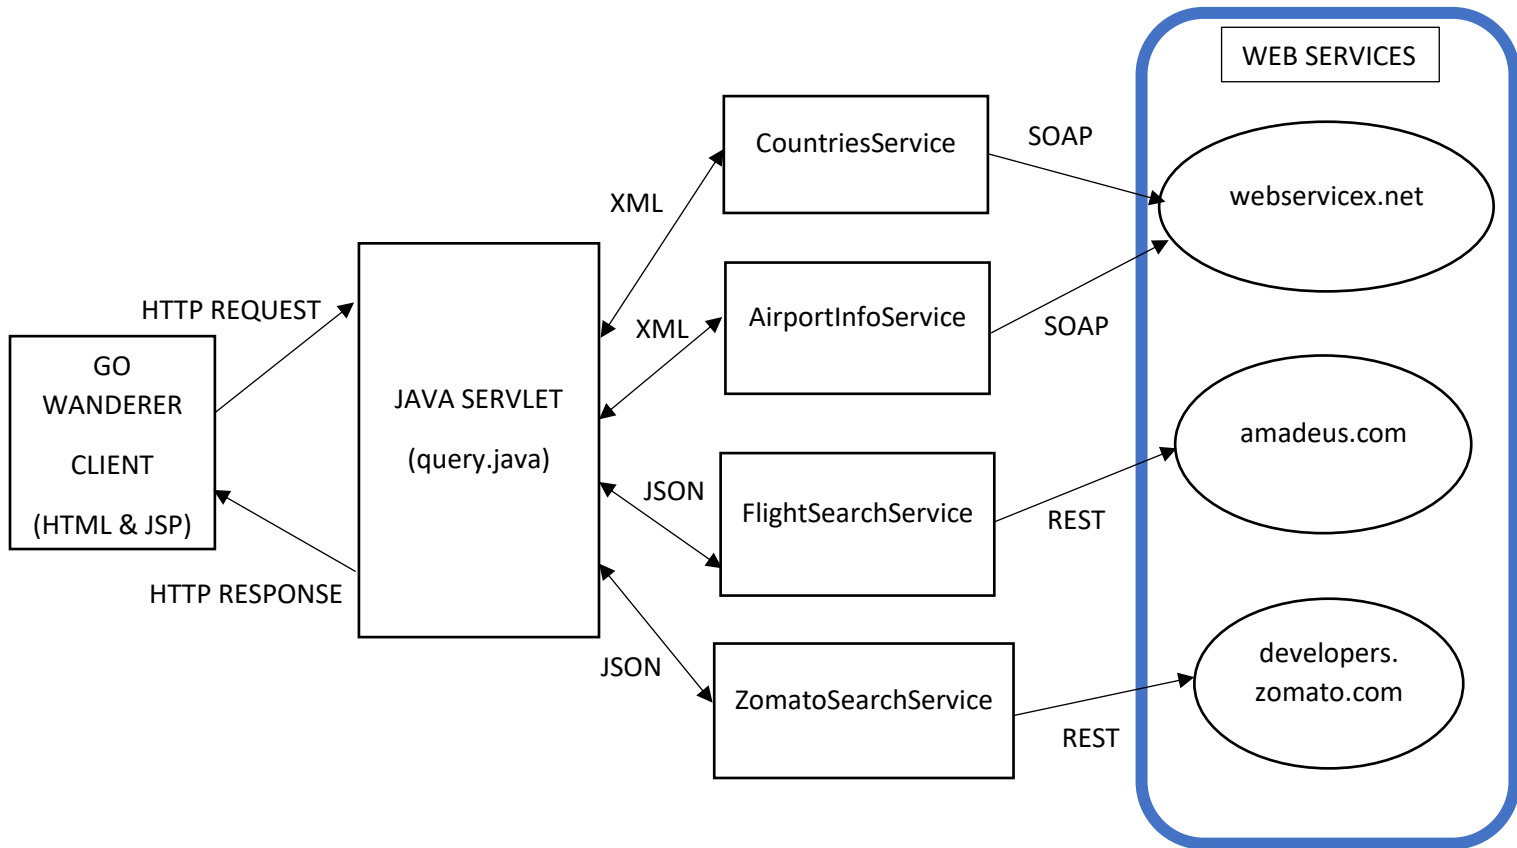 WEB SERVICES
CountriesService
SOAP
webservicex.net
XML
HTTP REQUEST
XML
AirportInfoService
SOAP
GO
WANDERER
CLIENT
(HTML & JSP)
JAVA SERVLET
(query.java)
HTTP RESPONSE
JSON
FlightSearchService
REST
amadeus.com
JSON
ZomatoSearchService
REST
developers.
zomato.com